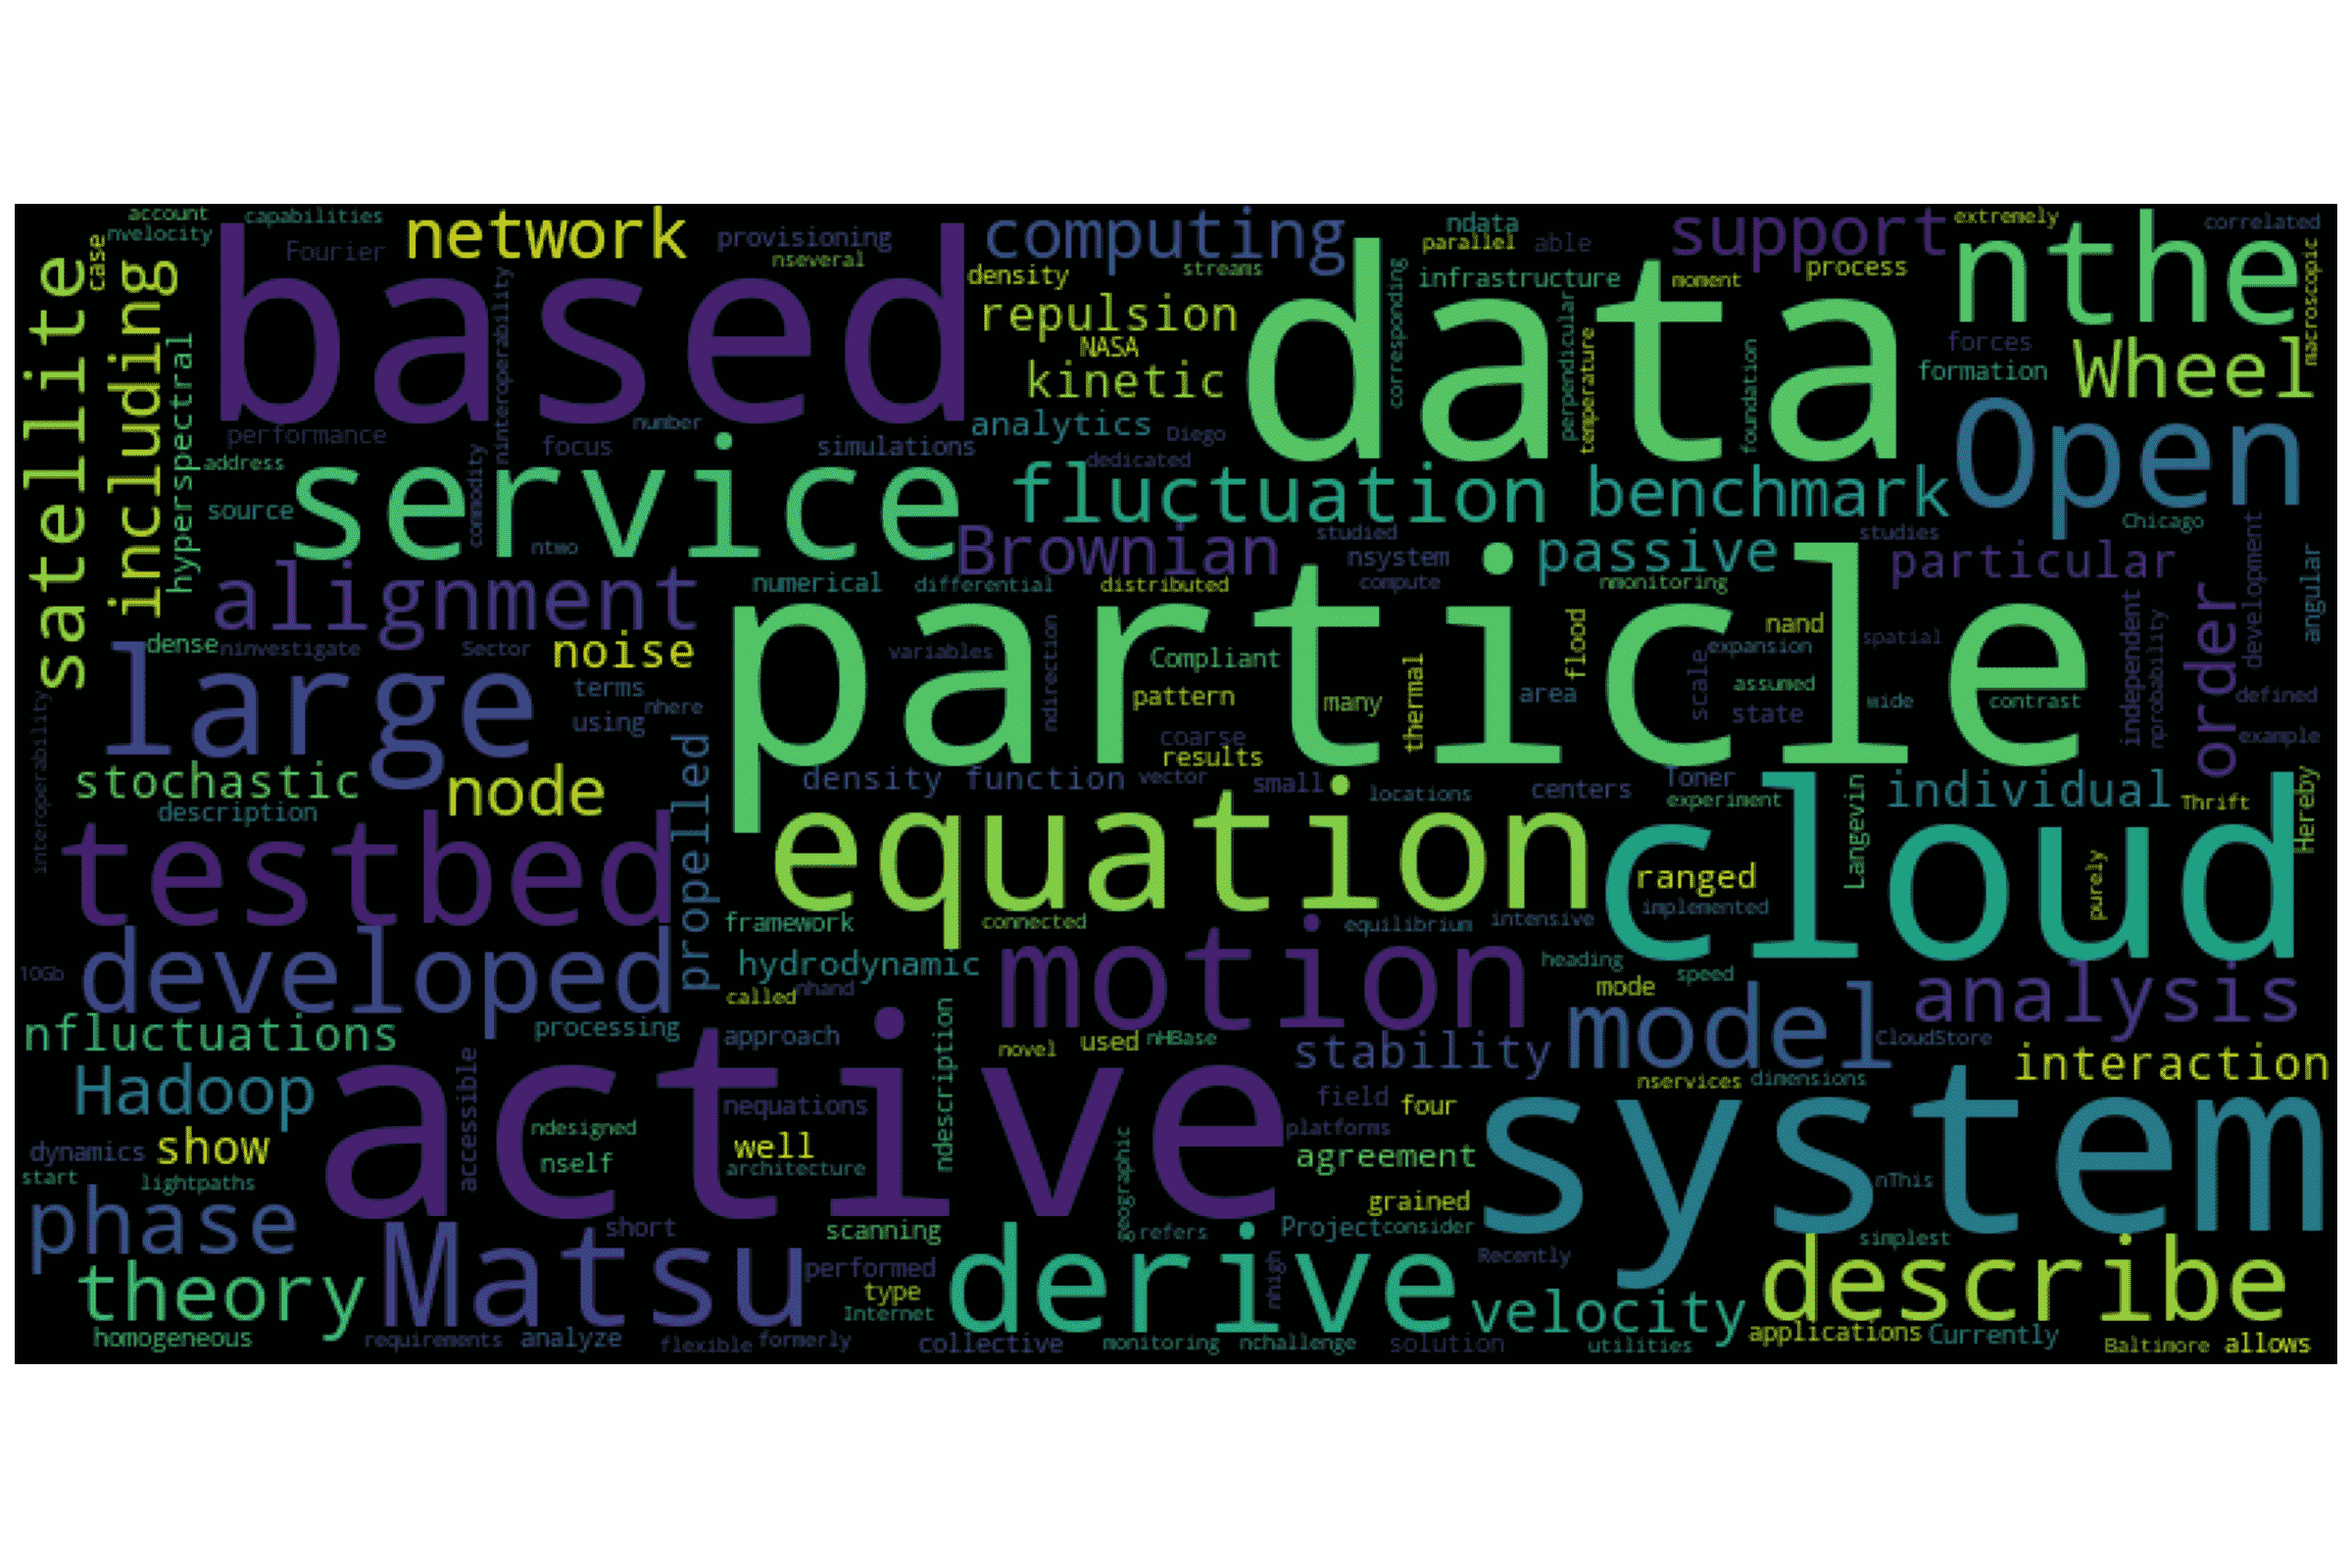 account
capabilities
nvelocity
case
Fourier
network
provisioning
nseveral
computing
streams
ndata
parallel
able
support
process
moment
infrastructure
extremely
correlated
nthe
macroscopic
satellite
including
hyperspectral
based
ninteroperability
density
repulsion
NASA
kinetic
corresponding
data
perpendicular
temperature
foundation
forces
formation
Wheel
performance
focus
number
simulations
analytics
Diego
dedicated
address
source
service
commodity
ntwo
fluctuation
benchmark
Open
Chicago
alignment
Brownian
studied
nsystem
compute
passive
nmonitoring
studies
particular
numerical
differential
distributed
independent
nprobability
order
development
angular
dense
ninvestigate
Sector
noise
variables
ndirection
Compliant
pattern
many
thermal
area
flood
nand
expansion
scale
assumed
state
spatial
wide
contrast
defined
example
interoperability
large
terms
using
nhere
particle
coarse
results
stochastic
description
node
propelled
density function
vector
small
locations
centers
Toner
experiment
Langevin
individual
Thrift
Hereby
testbed
equation
ranged
implemented
cloud
purely
framework
connected
equilibrium
intensive
10Gb
developed
hydrodynamic
called
nhand
motion
heading
mode
speed
analysis
nfluctuations
processing
approach
ndescription
novel
used
nHBase
stability
model
CloudStore
interaction
nservices
dimensions
Hadoop
accessible
active
nequations
field
four
system
dynamics
show
ndesigned
nself
well
architecture
platforms
agreement
start
lightpaths
geographic
grained
nThis
phase
Matsu
short
scanning
refers
Project
consider
Recently
simplest
theory
performed
type
Internet
derive
nhigh
velocity
describe
homogeneous
requirements
analyze
flexible
formerly
collective
monitoring
nchallenge
solution
utilities
applications
Currently
Baltimore
allows